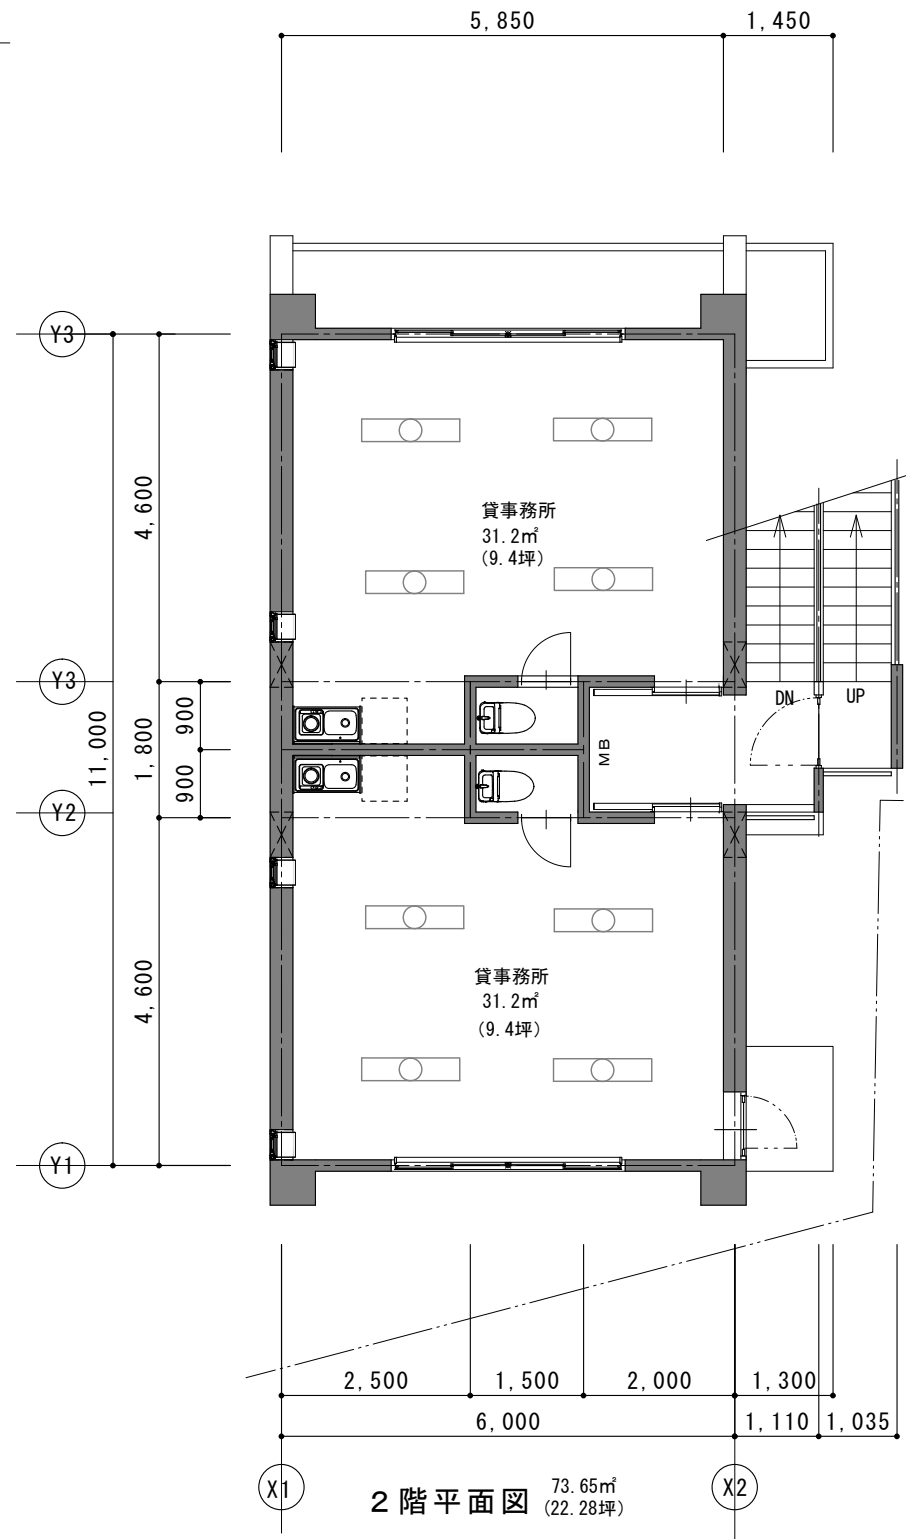 5,850
1,450
Y3
4,600
貸事務所
31.2㎡
(9.4坪)
Y3
11,000
1,800
900
900
DN
UP
MB
Y2
4,600
貸事務所
31.2㎡
(9.4坪)
Y1
2,500
1,500
2,000
1,300
6,000
1,110
1,035
X1
X2
２階平面図
73.65㎡
(22.28坪)